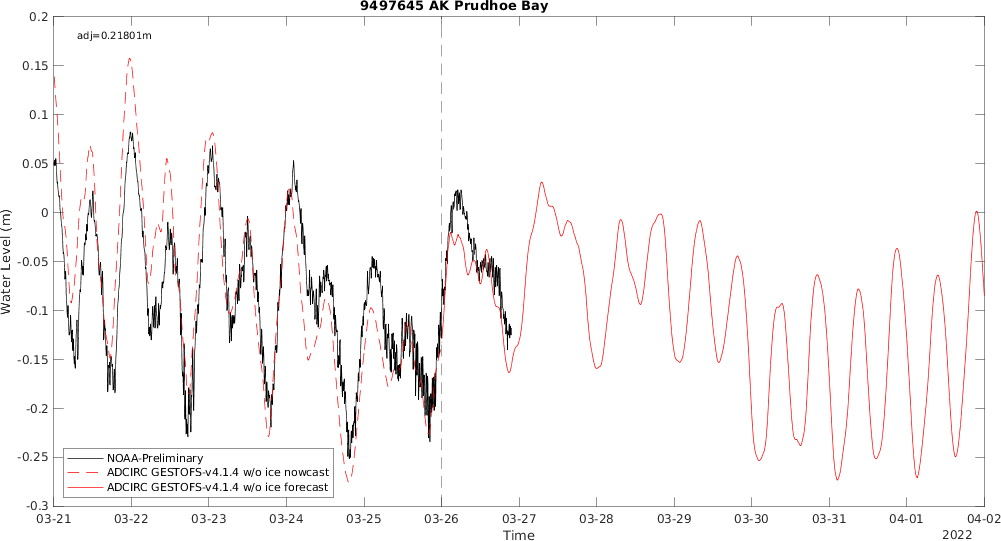 9497645 AK Prudhoe Bay
adj=0.21801m
0.2
0.15
0.1
0.05
0
-0.05
-0.1
-0.15
-0.2
-0.25
-0.3
Water Level (m)
NOAA-Preliminary
ADCIRC GESTOFS-v4.1.4 w/o ice nowcast
ADCIRC GESTOFS-v4.1.4 w/o ice forecast
03-21 03-22 03-23 03-24 03-25 03-26 03-27 03-28 03-29 03-30 03-31 04-01 04-02
Time
2022